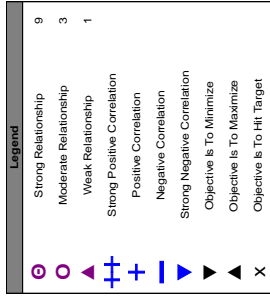 Legend
Θ Strong Relationship 9
Ο Moderate Relationship 3
▲ Weak Relationship 1
┼┼ Strong Positive Correlation
┼ Positive Correlation
▬ Negative Correlation
▼ Strong Negative Correlation
▼ Objective Is To Minimize
▲ Objective Is To Maximize
X Objective Is To Hit Target